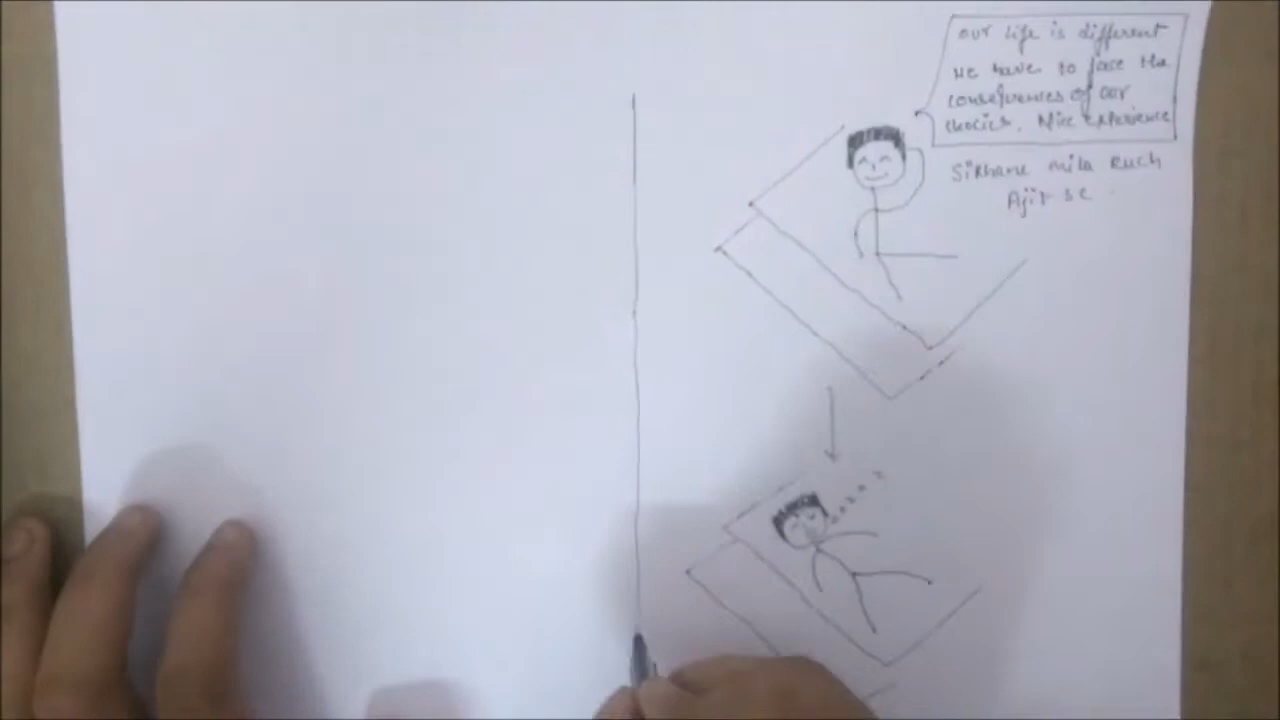 our life is different
we have to face the
consequences of our
choices. Nice experience
Sikhane mila kuch
Ajit se